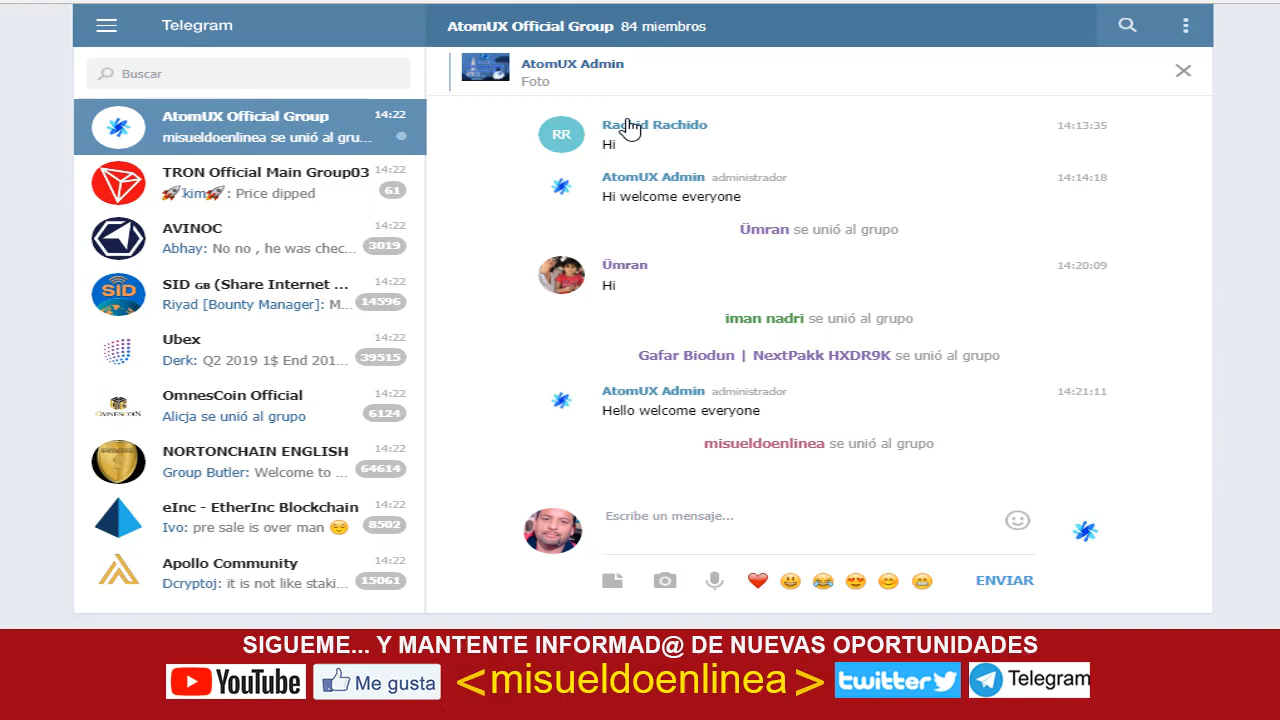 Telegram
AtomUX Official Group 84 miembros
Buscar
AtomUX Official Group 14:22
misueldoenlinea se unió al gru...
TRON Official Main Group03 14:22
🚀kim🚀: Price dipped 61
AVINOC 14:22
Abhay: No no , he was chec... 3019
SID GB (Share Internet ... 14:22
Riyad [Bounty Manager]: M... 14596
Ubex 14:22
Derk: Q2 2019 1$ End 201... 39515
OmnesCoin Official 14:22
Alicja se unió al grupo 6124
NORTONCHAIN ENGLISH 14:22
Group Butler: Welcome to ... 64614
eInc - EtherInc Blockchain 14:22
Ivo: pre sale is over man 😌 8502
Apollo Community 14:22
Dcryptoj: it is not like staki... 15061
SID
OMNESCOIN
AtomUX Admin
Foto
RR
Rachid Rachido 14:13:35
Hi
AtomUX Admin administrador 14:14:18
Hi welcome everyone
Ümran se unió al grupo
Ümran 14:20:09
Hi
iman nadri se unió al grupo
Gafar Biodun | NextPakk HXDR9K se unió al grupo
AtomUX Admin administrador 14:21:11
Hello welcome everyone
misueldoenlinea se unió al grupo
Escribe un mensaje...
ENVIAR
SIGUEME... Y MANTENTE INFORMAD@ DE NUEVAS OPORTUNIDADES
YouTube Me gusta <misueldoenlinea> twitter Telegram